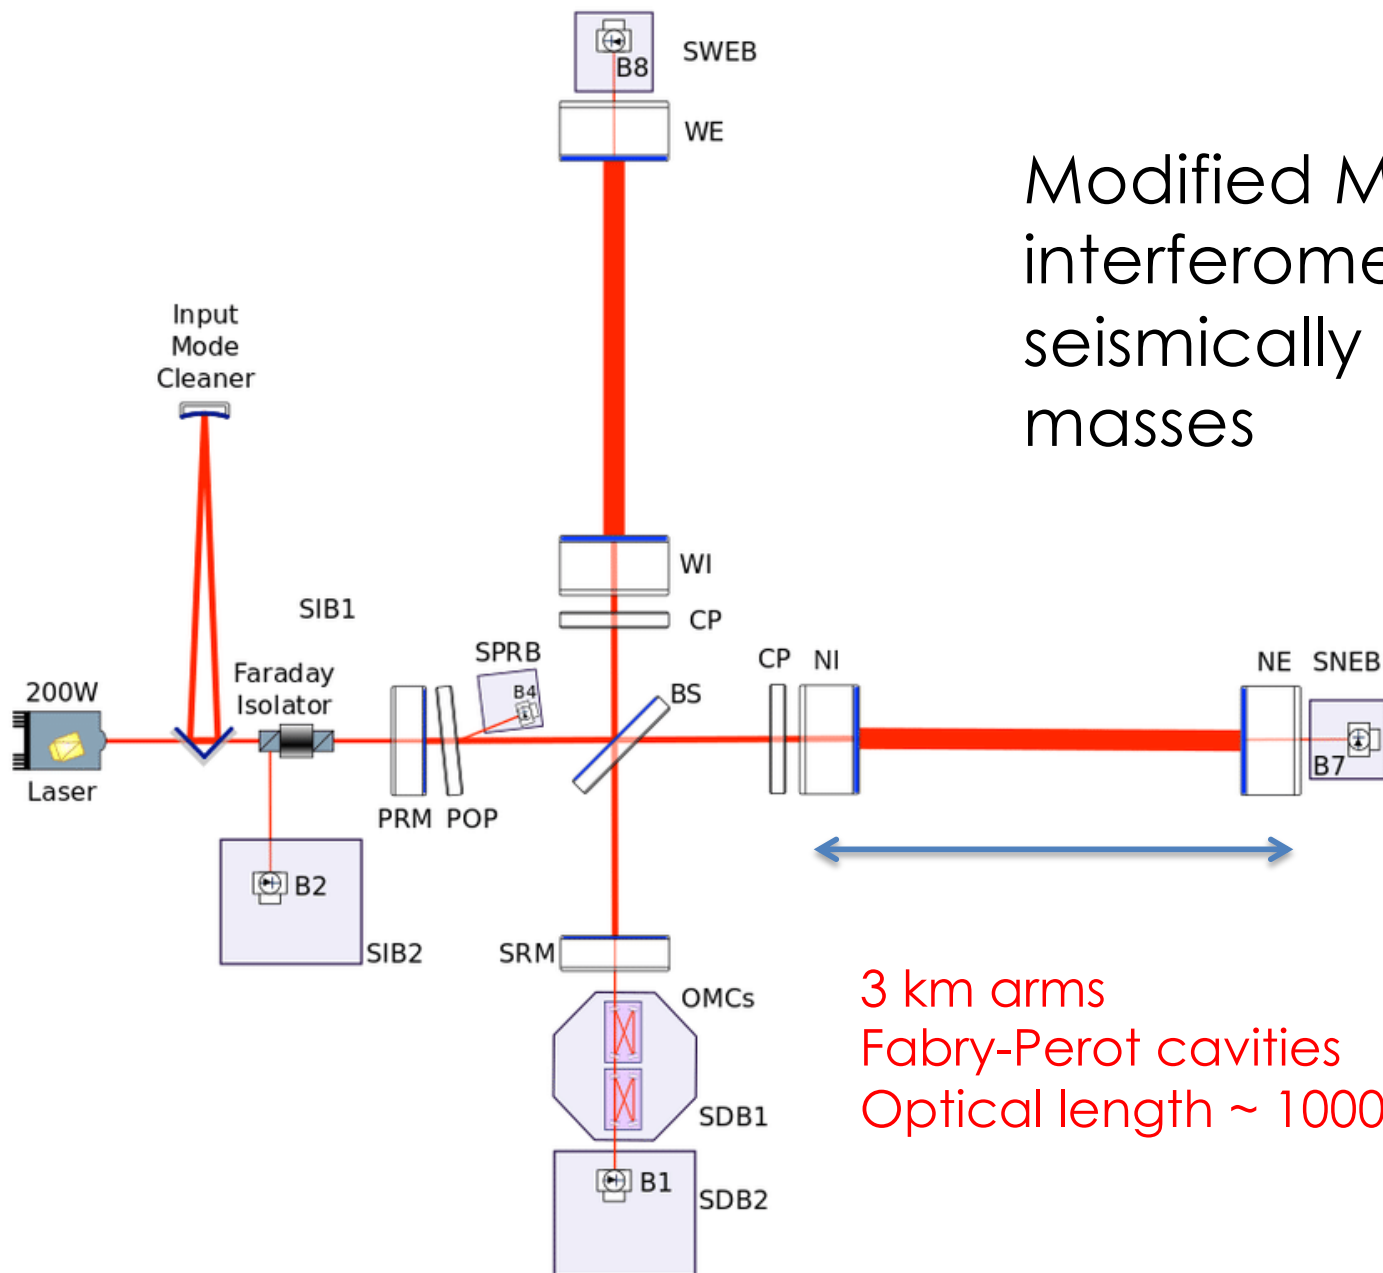 SWEB
B8
WE
Modified M
interferome
seismically
masses
Input
Mode
Cleaner
WI
SIB1
CP
SPRB
CP NI
NE SNEB
Faraday
Isolator
B4
BS
200W
B7
Laser
PRM POP
B2
SIB2
SRM
OMCs
3 km arms
Fabry-Perot cavities
Optical length ~ 1000
SDB1
B1
SDB2